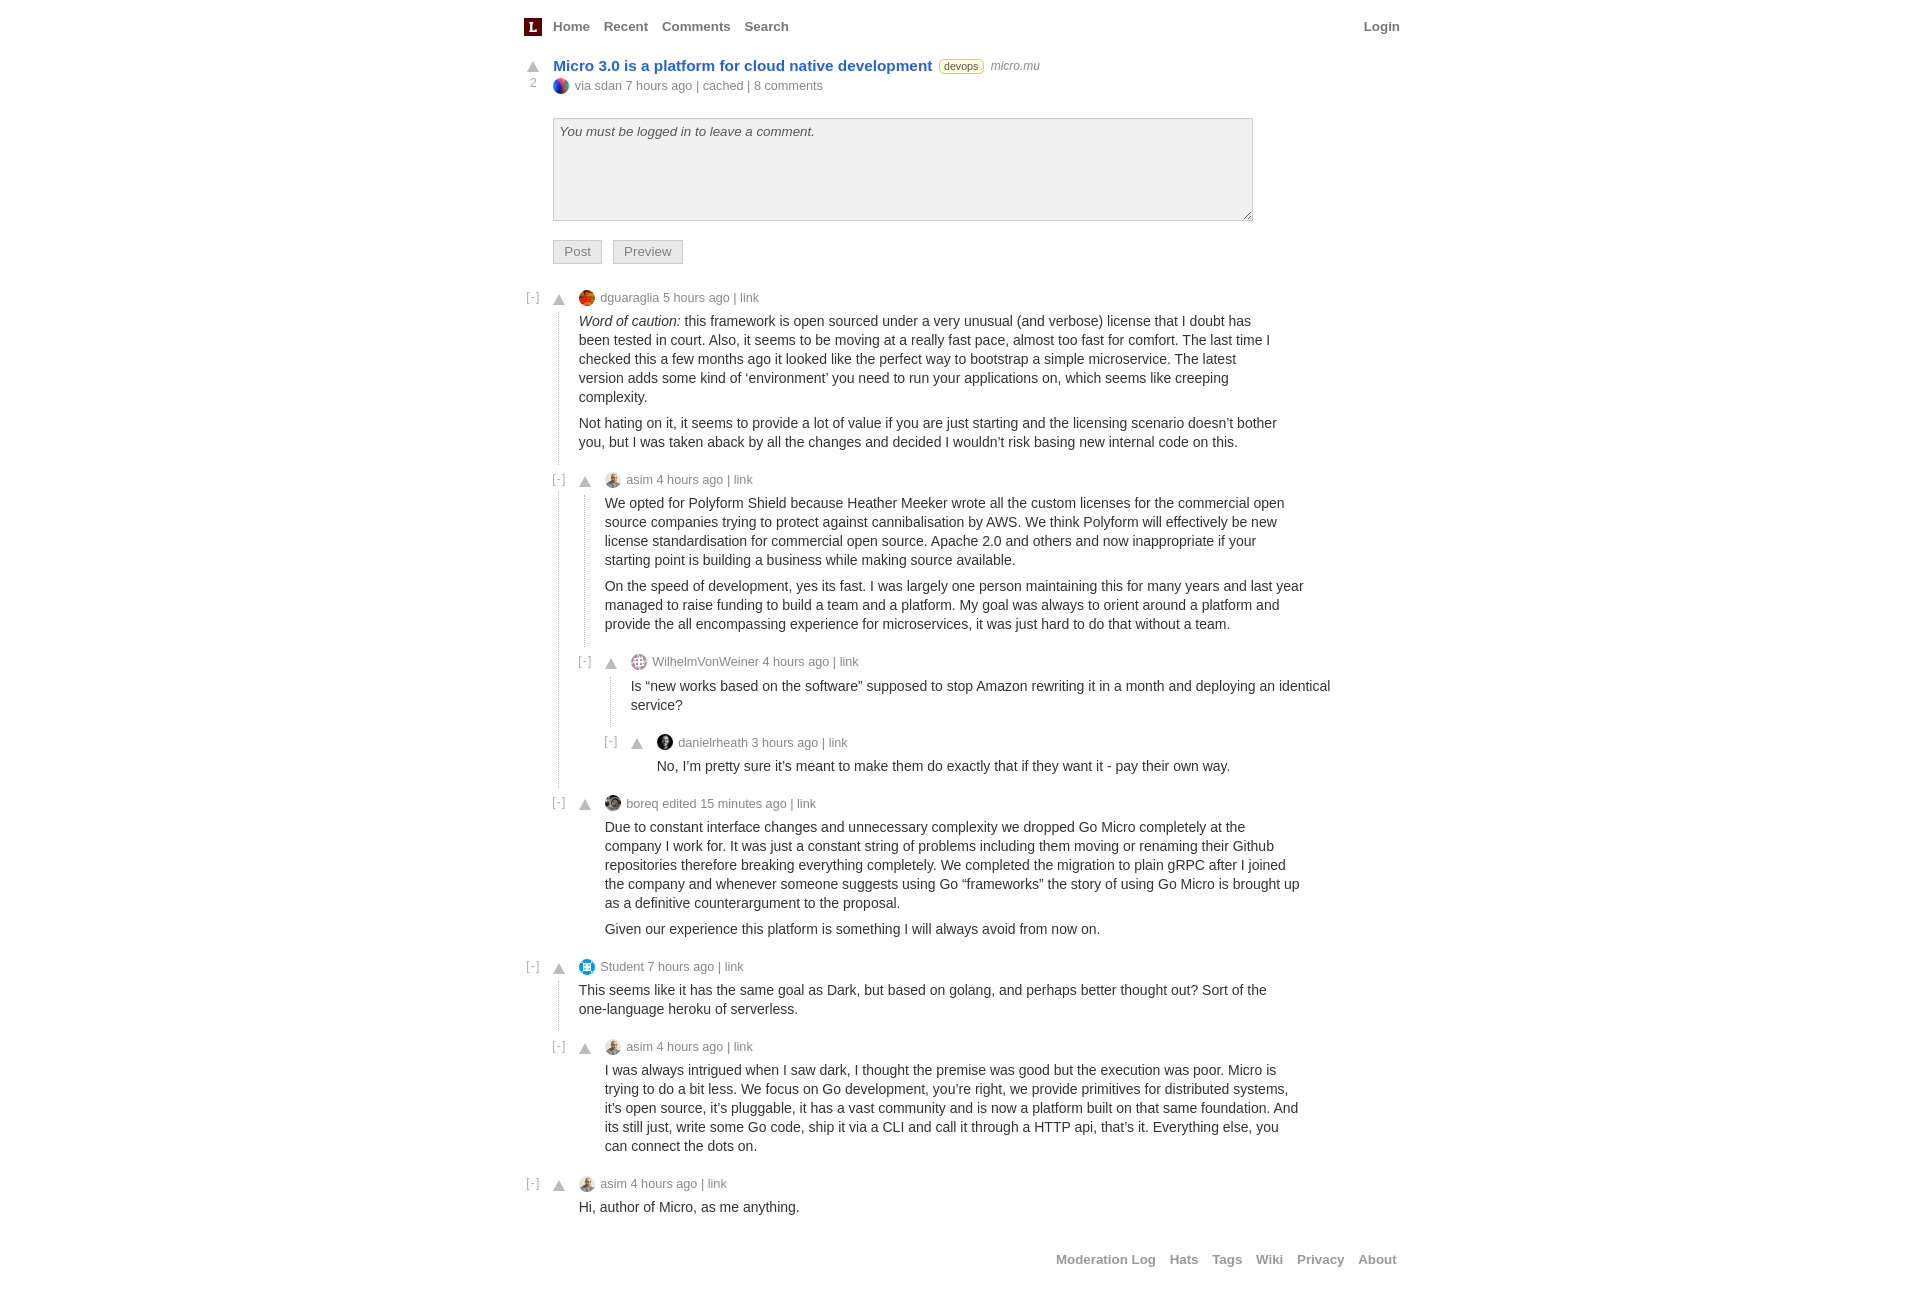 L Home Recent Comments Search Login
Micro 3.0 is a platform for cloud native development devops micro.mu
2 via sdan 7 hours ago | cached | 8 comments
You must be logged in to leave a comment.
Post Preview
[-] dguaraglia 5 hours ago | link
Word of caution: this framework is open sourced under a very unusual (and verbose) license that I doubt has
been tested in court. Also, it seems to be moving at a really fast pace, almost too fast for comfort. The last time I
checked this a few months ago it looked like the perfect way to bootstrap a simple microservice. The latest
version adds some kind of ‘environment’ you need to run your applications on, which seems like creeping
complexity.
Not hating on it, it seems to provide a lot of value if you are just starting and the licensing scenario doesn’t bother
you, but I was taken aback by all the changes and decided I wouldn’t risk basing new internal code on this.
[-] asim 4 hours ago | link
We opted for Polyform Shield because Heather Meeker wrote all the custom licenses for the commercial open
source companies trying to protect against cannibalisation by AWS. We think Polyform will effectively be new
license standardisation for commercial open source. Apache 2.0 and others and now inappropriate if your
starting point is building a business while making source available.
On the speed of development, yes its fast. I was largely one person maintaining this for many years and last year
managed to raise funding to build a team and a platform. My goal was always to orient around a platform and
provide the all encompassing experience for microservices, it was just hard to do that without a team.
[-] WilhelmVonWeiner 4 hours ago | link
Is “new works based on the software” supposed to stop Amazon rewriting it in a month and deploying an identical
service?
[-] danielrheath 3 hours ago | link
No, I’m pretty sure it’s meant to make them do exactly that if they want it - pay their own way.
[-] boreq edited 15 minutes ago | link
Due to constant interface changes and unnecessary complexity we dropped Go Micro completely at the
company I work for. It was just a constant string of problems including them moving or renaming their Github
repositories therefore breaking everything completely. We completed the migration to plain gRPC after I joined
the company and whenever someone suggests using Go “frameworks” the story of using Go Micro is brought up
as a definitive counterargument to the proposal.
Given our experience this platform is something I will always avoid from now on.
[-] Student 7 hours ago | link
This seems like it has the same goal as Dark, but based on golang, and perhaps better thought out? Sort of the
one-language heroku of serverless.
[-] asim 4 hours ago | link
I was always intrigued when I saw dark, I thought the premise was good but the execution was poor. Micro is
trying to do a bit less. We focus on Go development, you’re right, we provide primitives for distributed systems,
it’s open source, it’s pluggable, it has a vast community and is now a platform built on that same foundation. And
its still just, write some Go code, ship it via a CLI and call it through a HTTP api, that’s it. Everything else, you
can connect the dots on.
[-] asim 4 hours ago | link
Hi, author of Micro, as me anything.
Moderation Log Hats Tags Wiki Privacy About